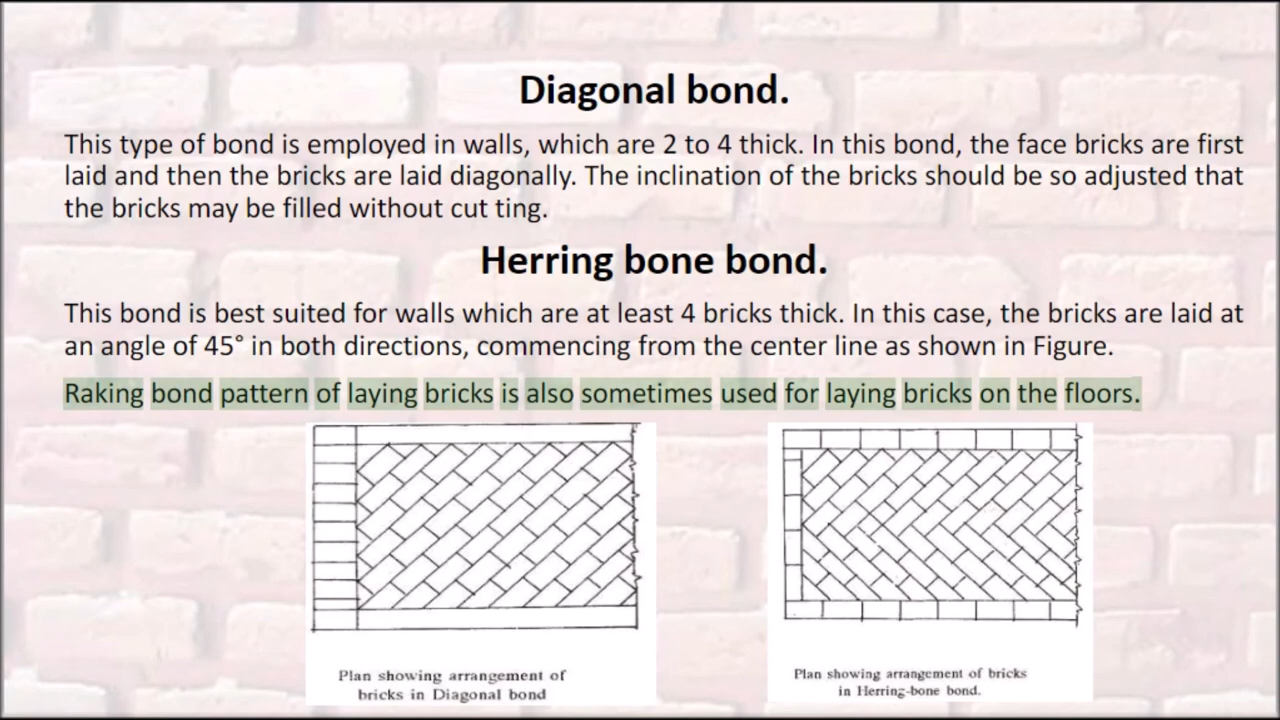 Diagonal bond.
This type of bond is employed in walls, which are 2 to 4 thick. In this bond, the face bricks are first
laid and then the bricks are laid diagonally. The inclination of the bricks should be so adjusted that
the bricks may be filled without cut ting.
Herring bone bond.
This bond is best suited for walls which are at least 4 bricks thick. In this case, the bricks are laid at
an angle of 45° in both directions, commencing from the center line as shown in Figure.
Raking bond pattern of laying bricks is also sometimes used for laying bricks on the floors.
Plan showing arrangement of
bricks in Diagonal bond
Plan showing arrangement of bricks
in Herring-bone bond.